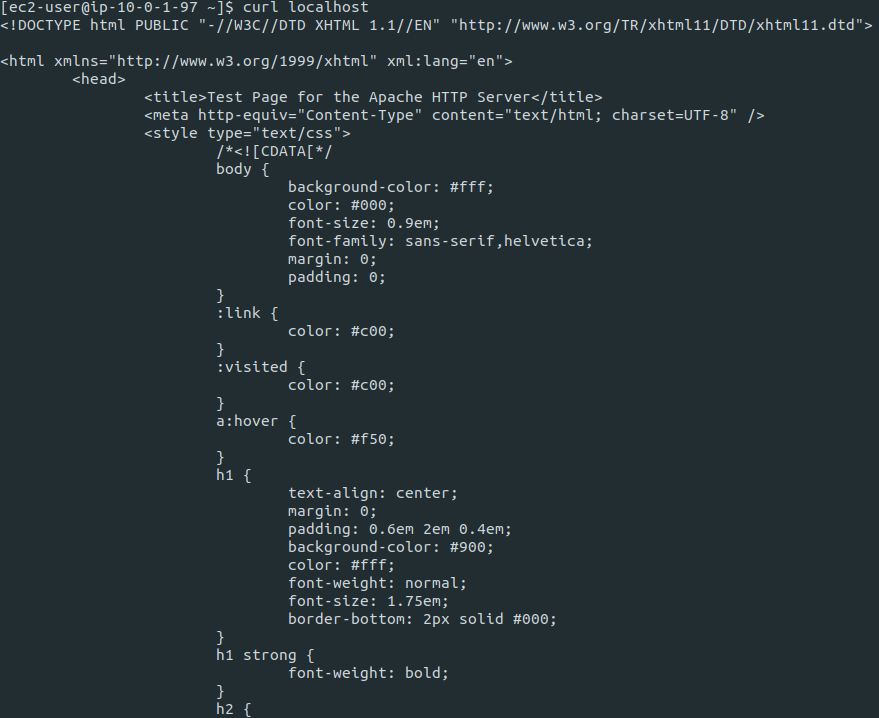 [ec2-user@ip-10-0-1-97 ~]$ curl localhost
<!DOCTYPE html PUBLIC "-//W3C//DTD XHTML 1.1//EN" "http://www.w3.org/TR/xhtml11/DTD/xhtml11.dtd">

<html xmlns="http://www.w3.org/1999/xhtml" xml:lang="en">
        <head>
                <title>Test Page for the Apache HTTP Server</title>
                <meta http-equiv="Content-Type" content="text/html; charset=UTF-8" />
                <style type="text/css">
                        /*<![CDATA[*/
                        body {
                                background-color: #fff;
                                color: #000;
                                font-size: 0.9em;
                                font-family: sans-serif,helvetica;
                                margin: 0;
                                padding: 0;
                        }
                        :link {
                                color: #c00;
                        }
                        :visited {
                                color: #c00;
                        }
                        a:hover {
                                color: #f50;
                        }
                        h1 {
                                text-align: center;
                                margin: 0;
                                padding: 0.6em 2em 0.4em;
                                background-color: #900;
                                color: #fff;
                                font-weight: normal;
                                font-size: 1.75em;
                                border-bottom: 2px solid #000;
                        }
                        h1 strong {
                                font-weight: bold;
                        }
                        h2 {